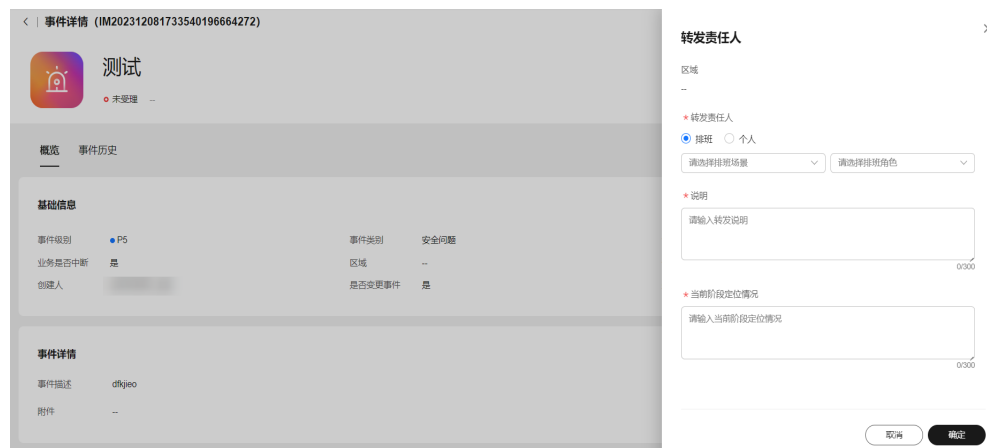 事件详情（IM202312081733540196664272）
测试
未受理 --
概览 事件历史
基础信息
事件级别 P5 事件类别 安全问题
业务是否中断 是 区域 --
创建人 是否变更事件 是
事件详情
事件描述 dfkjieo
附件 --
转发责任人
区域
--
* 转发责任人
排班 个人
请选择排班场景 请选择排班角色
* 说明
请输入转发说明
0/300
* 当前阶段定位情况
请输入当前阶段定位情况
0/300
取消 确定